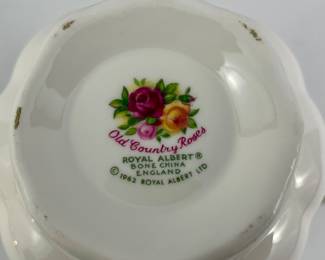 Old Country Roses
ROYAL ALBERT®
BONE CHINA
ENGLAND
© 1962 ROYAL ALBERT LTD